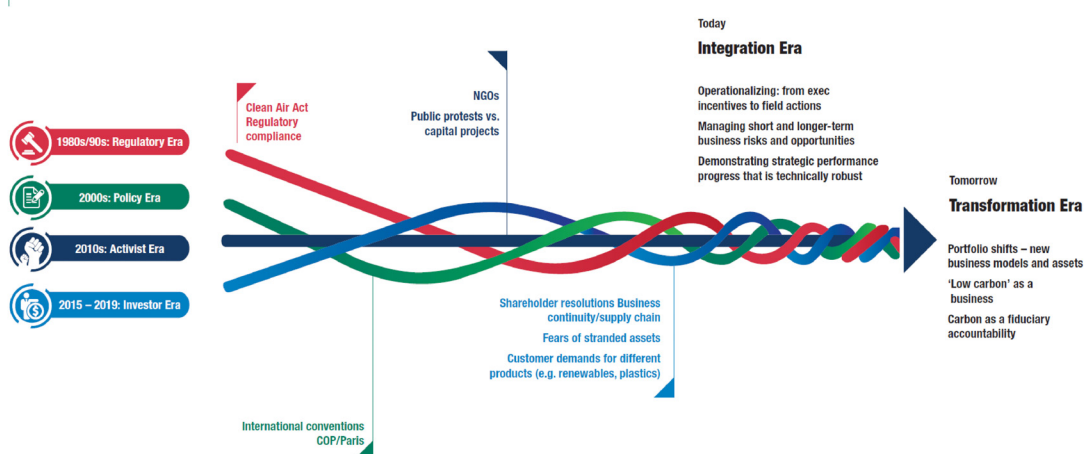 1980s/90s: Regulatory Era
2000s: Policy Era
2010s: Activist Era
2015 – 2019: Investor Era
Clean Air Act
Regulatory
compliance
International conventions
COP/Paris
NGOs
Public protests vs.
capital projects
Shareholder resolutions Business
continuity/supply chain
Fears of stranded assets
Customer demands for different
products (e.g. renewables, plastics)
Today
Integration Era
Operationalizing: from exec
incentives to field actions
Managing short and longer-term
business risks and opportunities
Demonstrating strategic performance
progress that is technically robust
Tomorrow
Transformation Era
Portfolio shifts – new
business models and assets
‘Low carbon’ as a
business
Carbon as a fiduciary
accountability